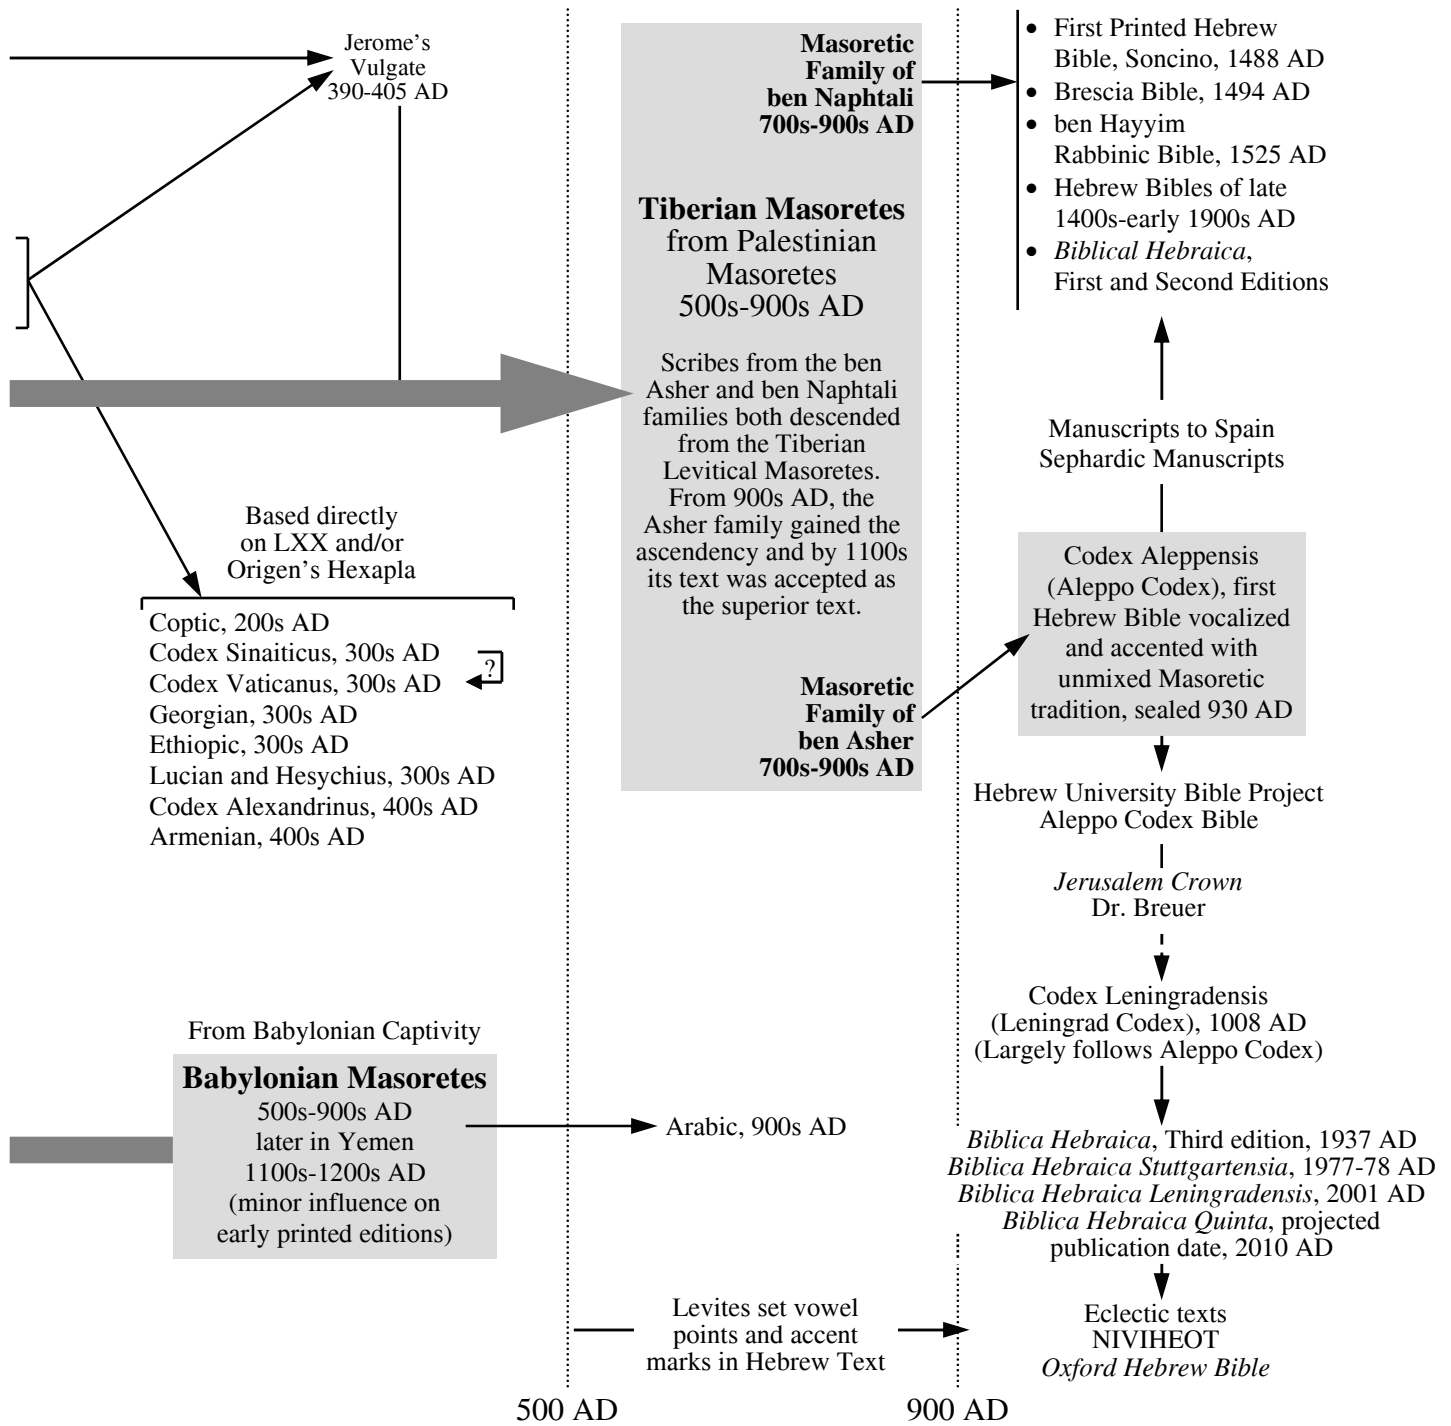 Jerome's
Vulgate
390-405 AD
Based directly
on LXX and/or
Origen's Hexapla
Coptic, 200s AD
Codex Sinaiticus, 300s AD
?
Codex Vaticanus, 300s AD
Georgian, 300s AD
Ethiopic, 300s AD
Lucian and Hesychius, 300s AD
Codex Alexandrinus, 400s AD
Armenian, 400s AD
From Babylonian Captivity
Babylonian Masoretes
500s-900s AD
later in Yemen
1100s-1200s AD
(minor influence on
early printed editions)
Masoretic
Family of
ben Naphtali
700s-900s AD
Tiberian Masoretes
from Palestinian
Masoretes
500s-900s AD
Scribes from the ben
Asher and ben Naphtali
families both descended
from the Tiberian
Levitical Masoretes.
From 900s AD, the
Asher family gained the
ascendency and by 1100s
its text was accepted as
the superior text.
Masoretic
Family of
ben Asher
700s-900s AD
Arabic, 900s AD
Levites set vowel
points and accent
marks in Hebrew Text
• First Printed Hebrew
Bible, Soncino, 1488 AD
• Brescia Bible, 1494 AD
• ben Hayyim
Rabbinic Bible, 1525 AD
• Hebrew Bibles of late
1400s-early 1900s AD
• Biblical Hebraica,
First and Second Editions
Manuscripts to Spain
Sephardic Manuscripts
Codex Aleppensis
(Aleppo Codex), first
Hebrew Bible vocalized
and accented with
unmixed Masoretic
tradition, sealed 930 AD
Hebrew University Bible Project
Aleppo Codex Bible
Jerusalem Crown
Dr. Breuer
Codex Leningradensis
(Leningrad Codex), 1008 AD
(Largely follows Aleppo Codex)
Biblica Hebraica, Third edition, 1937 AD
Biblica Hebraica Stuttgartensia, 1977-78 AD
Biblica Hebraica Leningradensis, 2001 AD
Biblica Hebraica Quinta, projected
publication date, 2010 AD
Eclectic texts
NIVIHEOT
Oxford Hebrew Bible
500 AD
900 AD